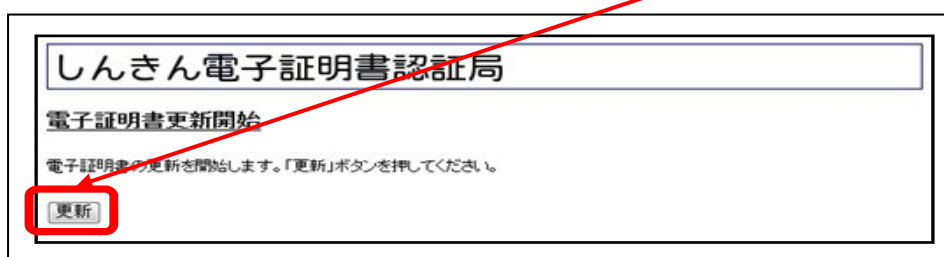 しんきん電子証明書認証局
電子証明書更新開始
電子証明書の更新を開始します。「更新」ボタンを押してください。
更新